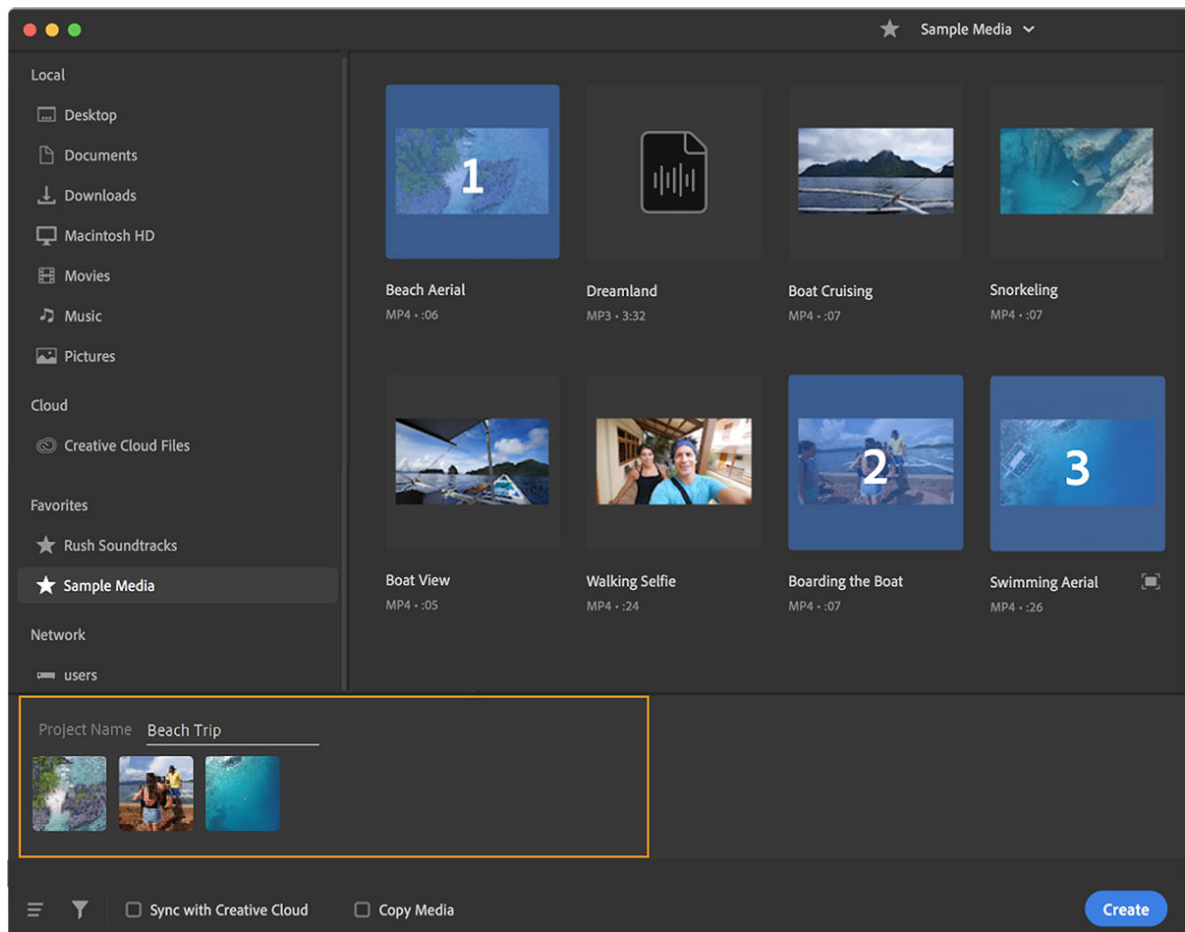 Sample Media
Local
Desktop
Documents
Downloads
Macintosh HD
Movies
Music
Pictures
Cloud
Creative Cloud Files
Favorites
Rush Soundtracks
Sample Media
Network
users
1
Beach Aerial
MP4 • :06
Dreamland
MP3 • 3:32
Boat Cruising
MP4 • :07
Snorkeling
MP4 • :07
Boat View
MP4 • :05
Walking Selfie
MP4 • :24
2
Boarding the Boat
MP4 • :07
3
Swimming Aerial
MP4 • :26
Project Name Beach Trip
Sync with Creative Cloud
Copy Media
Create